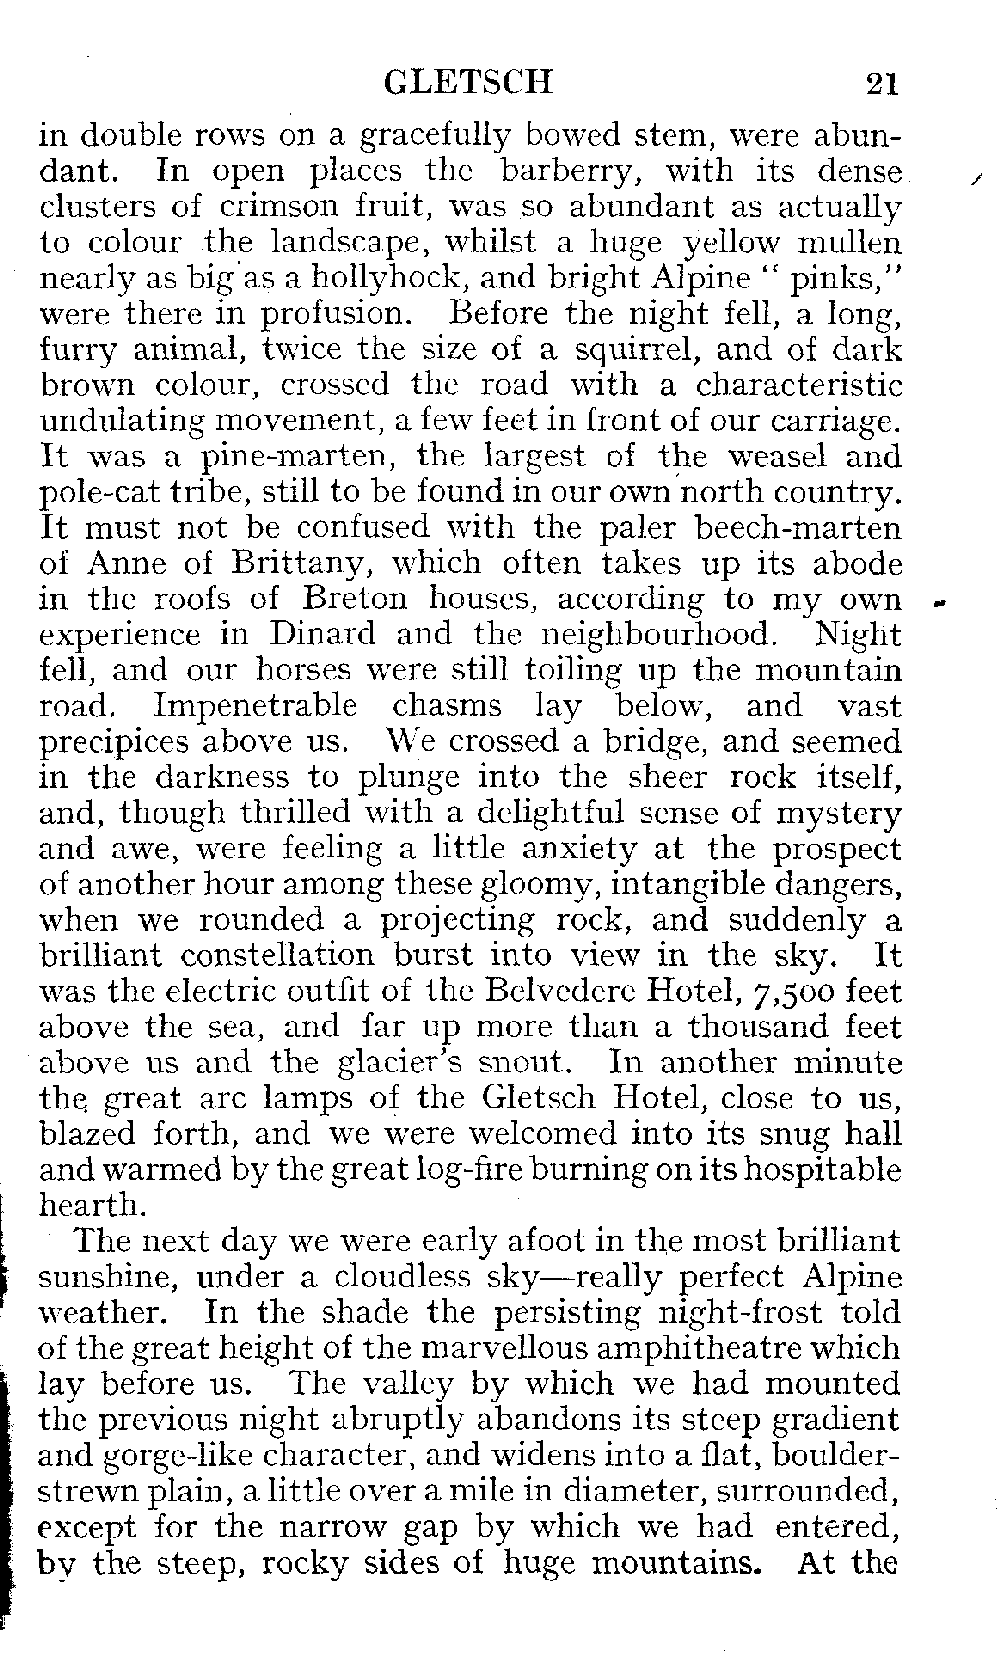 GLETSCH 21
in double rows on a gracefully bowed stem, were abun-
dant. In open places the barberry, with its dense
clusters of crimson fruit, was so abundant as actually
to colour the landscape, whilst a huge yellow mullen
nearly as big as a hollyhock, and bright Alpine “ pinks,”
were there in profusion. Before the night fell, a long,
furry animal, twice the size of a squirrel, and of dark
brown colour, crossed the road with a characteristic
undulating movement, a few feet in front of our carriage.
It was a pine-marten, the largest of the weasel and
pole-cat tribe, still to be found in our own north country.
It must not be confused with the paler beech-marten
of Anne of Brittany, which often takes up its abode
in the roofs of Breton houses, according to my own
experience in Dinard and the neighbourhood. Night
fell, and our horses were still toiling up the mountain
road. Impenetrable chasms lay below, and vast
precipices above us. We crossed a bridge, and seemed
in the darkness to plunge into the sheer rock itself,
and, though thrilled with a delightful sense of mystery
and awe, were feeling a little anxiety at the prospect
of another hour among these gloomy, intangible dangers,
when we rounded a projecting rock, and suddenly a
brilliant constellation burst into view in the sky. It
was the electric outfit of the Belvedere Hotel, 7,500 feet
above the sea, and far up more than a thousand feet
above us and the glacier's snout. In another minute
the great arc lamps of the Gletsch Hotel, close to us,
blazed forth, and we were welcomed into its snug hall
and warmed by the great log-fire burning on its hospitable
hearth.
The next day we were early afoot in the most brilliant
sunshine, under a cloudless sky—really perfect Alpine
weather. In the shade the persisting night-frost told
of the great height of the marvellous amphitheatre which
lay before us. The valley by which we had mounted
the previous night abruptly abandons its steep gradient
and gorge-like character, and widens into a flat, boulder-
strewn plain, a little over a mile in diameter, surrounded,
except for the narrow gap by which we had entered,
by the steep, rocky sides of huge mountains. At the